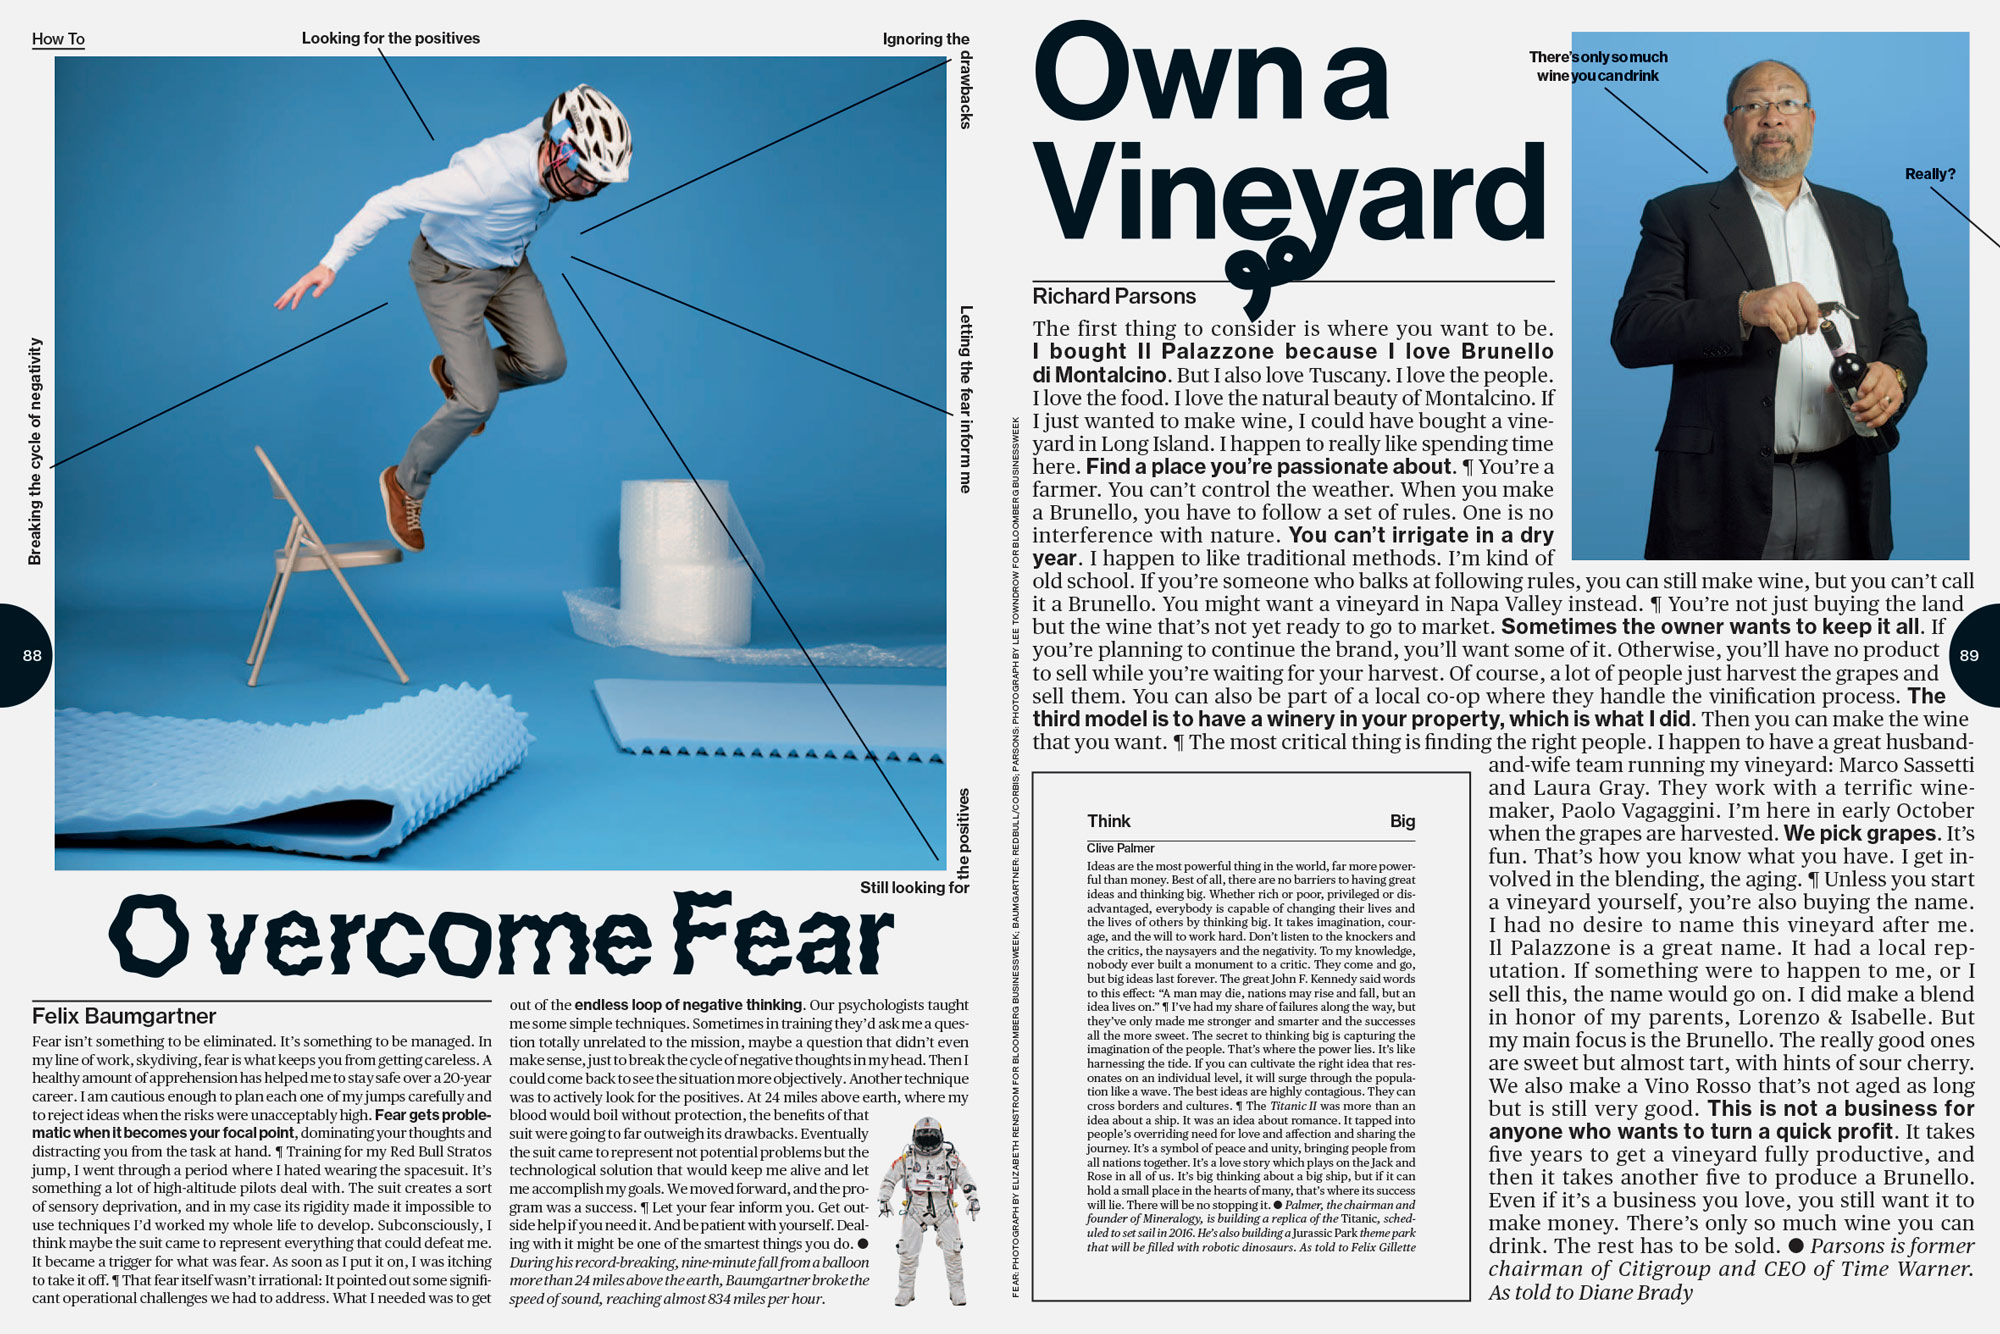 How To
Looking for the positives
Ignoring the
drawbacks
Letting the fear inform me
Still looking for
the positives
Breaking the cycle of negativity
88
Overcome Fear
Felix Baumgartner
Fear isn’t something to be eliminated. It’s something to be managed. In
my line of work, skydiving, fear is what keeps you from getting careless. A
healthy amount of apprehension has helped me to stay safe over a 20-year
career. I am cautious enough to plan each one of my jumps carefully and
to reject ideas when the risks were unacceptably high. Fear gets proble-
matic when it becomes your focal point, dominating your thoughts and
distracting you from the task at hand. ¶ Training for my Red Bull Stratos
jump, I went through a period where I hated wearing the spacesuit. It’s
something a lot of high-altitude pilots deal with. The suit creates a sort
of sensory deprivation, and in my case its rigidity made it impossible to
use techniques I’d worked my whole life to develop. Subconsciously, I
think maybe the suit came to represent everything that could defeat me.
It became a trigger for what was fear. As soon as I put it on, I was itching
to take it off. ¶ That fear itself wasn’t irrational: It pointed out some signifi-
cant operational challenges we had to address. What I needed was to get
out of the endless loop of negative thinking. Our psychologists taught
me some simple techniques. Sometimes in training they’d ask me a ques-
tion totally unrelated to the mission, maybe a question that didn’t even
make sense, just to break the cycle of negative thoughts in my head. Then I
could come back to see the situation more objectively. Another technique
was to actively look for the positives. At 24 miles above earth, where my
blood would boil without protection, the benefits of that
suit were going to far outweigh its drawbacks. Eventually
the suit came to represent not potential problems but the
technological solution that would keep me alive and let
me accomplish my goals. We moved forward, and the pro-
gram was a success. ¶ Let your fear inform you. Get out-
side help if you need it. And be patient with yourself. Deal-
ing with it might be one of the smartest things you do. ●
During his record-breaking, nine-minute fall from a balloon
more than 24 miles above the earth, Baumgartner broke the
speed of sound, reaching almost 834 miles per hour.
FEAR: PHOTOGRAPH BY ELIZABETH RENSTROM FOR BLOOMBERG BUSINESSWEEK; BAUMGARTNER: REDBULL/CORBIS; PARSONS: PHOTOGRAPH BY LEE TOWNDROW FOR BLOOMBERG BUSINESSWEEK
Own a
Vineyard
There’s only so much
wine you can drink
Really?
Richard Parsons
The first thing to consider is where you want to be.
I bought Il Palazzone because I love Brunello
di Montalcino. But I also love Tuscany. I love the people.
I love the food. I love the natural beauty of Montalcino. If
I just wanted to make wine, I could have bought a vine-
yard in Long Island. I happen to really like spending time
here. Find a place you’re passionate about. ¶ You’re a
farmer. You can’t control the weather. When you make
a Brunello, you have to follow a set of rules. One is no
interference with nature. You can’t irrigate in a dry
year. I happen to like traditional methods. I’m kind of
old school. If you’re someone who balks at following rules, you can still make wine, but you can’t call
it a Brunello. You might want a vineyard in Napa Valley instead. ¶ You’re not just buying the land
but the wine that’s not yet ready to go to market. Sometimes the owner wants to keep it all. If
you’re planning to continue the brand, you’ll want some of it. Otherwise, you’ll have no product
to sell while you’re waiting for your harvest. Of course, a lot of people just harvest the grapes and
sell them. You can also be part of a local co-op where they handle the vinification process. The
third model is to have a winery in your property, which is what I did. Then you can make the wine
that you want. ¶ The most critical thing is finding the right people. I happen to have a great husband-
and-wife team running my vineyard: Marco Sassetti
and Laura Gray. They work with a terrific wine-
maker, Paolo Vagaggini. I’m here in early October
when the grapes are harvested. We pick grapes. It’s
fun. That’s how you know what you have. I get in-
volved in the blending, the aging. ¶ Unless you start
a vineyard yourself, you’re also buying the name.
I had no desire to name this vineyard after me.
Il Palazzone is a great name. It had a local rep-
utation. If something were to happen to me, or I
sell this, the name would go on. I did make a blend
in honor of my parents, Lorenzo & Isabelle. But
my main focus is the Brunello. The really good ones
are sweet but almost tart, with hints of sour cherry.
We also make a Vino Rosso that’s not aged as long
but is still very good. This is not a business for
anyone who wants to turn a quick profit. It takes
five years to get a vineyard fully productive, and
then it takes another five to produce a Brunello.
Even if it’s a business you love, you still want it to
make money. There’s only so much wine you can
drink. The rest has to be sold. ● Parsons is former
chairman of Citigroup and CEO of Time Warner.
As told to Diane Brady
89
Think Big
Clive Palmer
Ideas are the most powerful thing in the world, far more power-
ful than money. Best of all, there are no barriers to having great
ideas and thinking big. Whether rich or poor, privileged or dis-
advantaged, everybody is capable of changing their lives and
the lives of others by thinking big. It takes imagination, cour-
age, and the will to work hard. Don’t listen to the knockers and
the critics, the naysayers and the negativity. To my knowledge,
nobody ever built a monument to a critic. They come and go,
but big ideas last forever. The great John F. Kennedy said words
to this effect: “A man may die, nations may rise and fall, but an
idea lives on.” ¶ I’ve had my share of failures along the way, but
they’ve only made me stronger and smarter and the successes
all the more sweet. The secret to thinking big is capturing the
imagination of the people. That’s where the power lies. It’s like
harnessing the tide. If you can cultivate the right idea that res-
onates on an individual level, it will surge through the popula-
tion like a wave. The best ideas are highly contagious. They can
cross borders and cultures. ¶ The Titanic II was more than an
idea about a ship. It was an idea about romance. It tapped into
people’s overriding need for love and affection and sharing the
journey. It’s a symbol of peace and unity, bringing people from
all nations together. It’s a love story which plays on the Jack and
Rose in all of us. It’s big thinking about a big ship, but if it can
hold a small place in the hearts of many, that’s where its success
will lie. There will be no stopping it. ● Palmer, the chairman and
founder of Mineralogy, is building a replica of the Titanic, sched-
uled to set sail in 2016. He’s also building a Jurassic Park theme park
that will be filled with robotic dinosaurs. As told to Felix Gillette